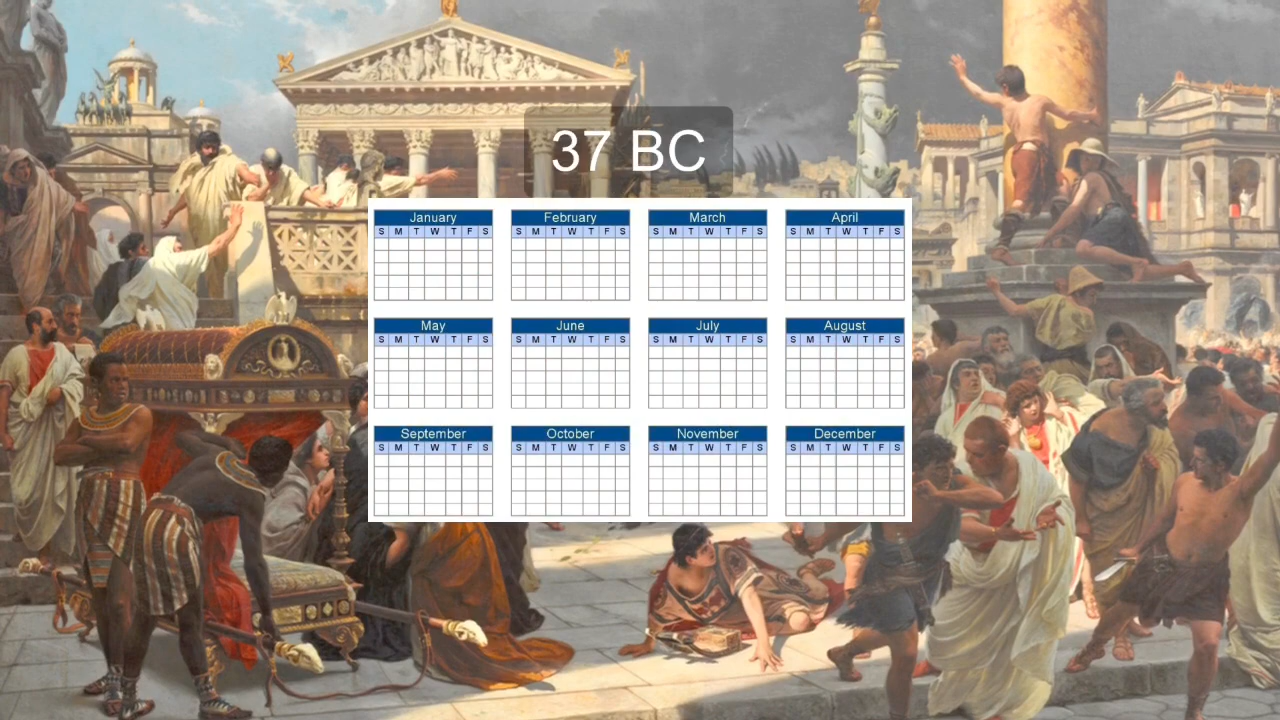 37 BC
January February March April
S M T W T F S S M T W T F S S M T W T F S S M T W T F S
May June July August
S M T W T F S S M T W T F S S M T W T F S S M T W T F S
September October November December
S M T W T F S S M T W T F S S M T W T F S S M T W T F S